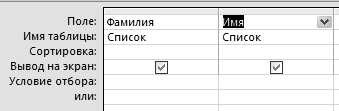 Поле: Фамилия Имя
Имя таблицы: Список Список
Сортировка:
Вывод на экран:
Условие отбора:
или: